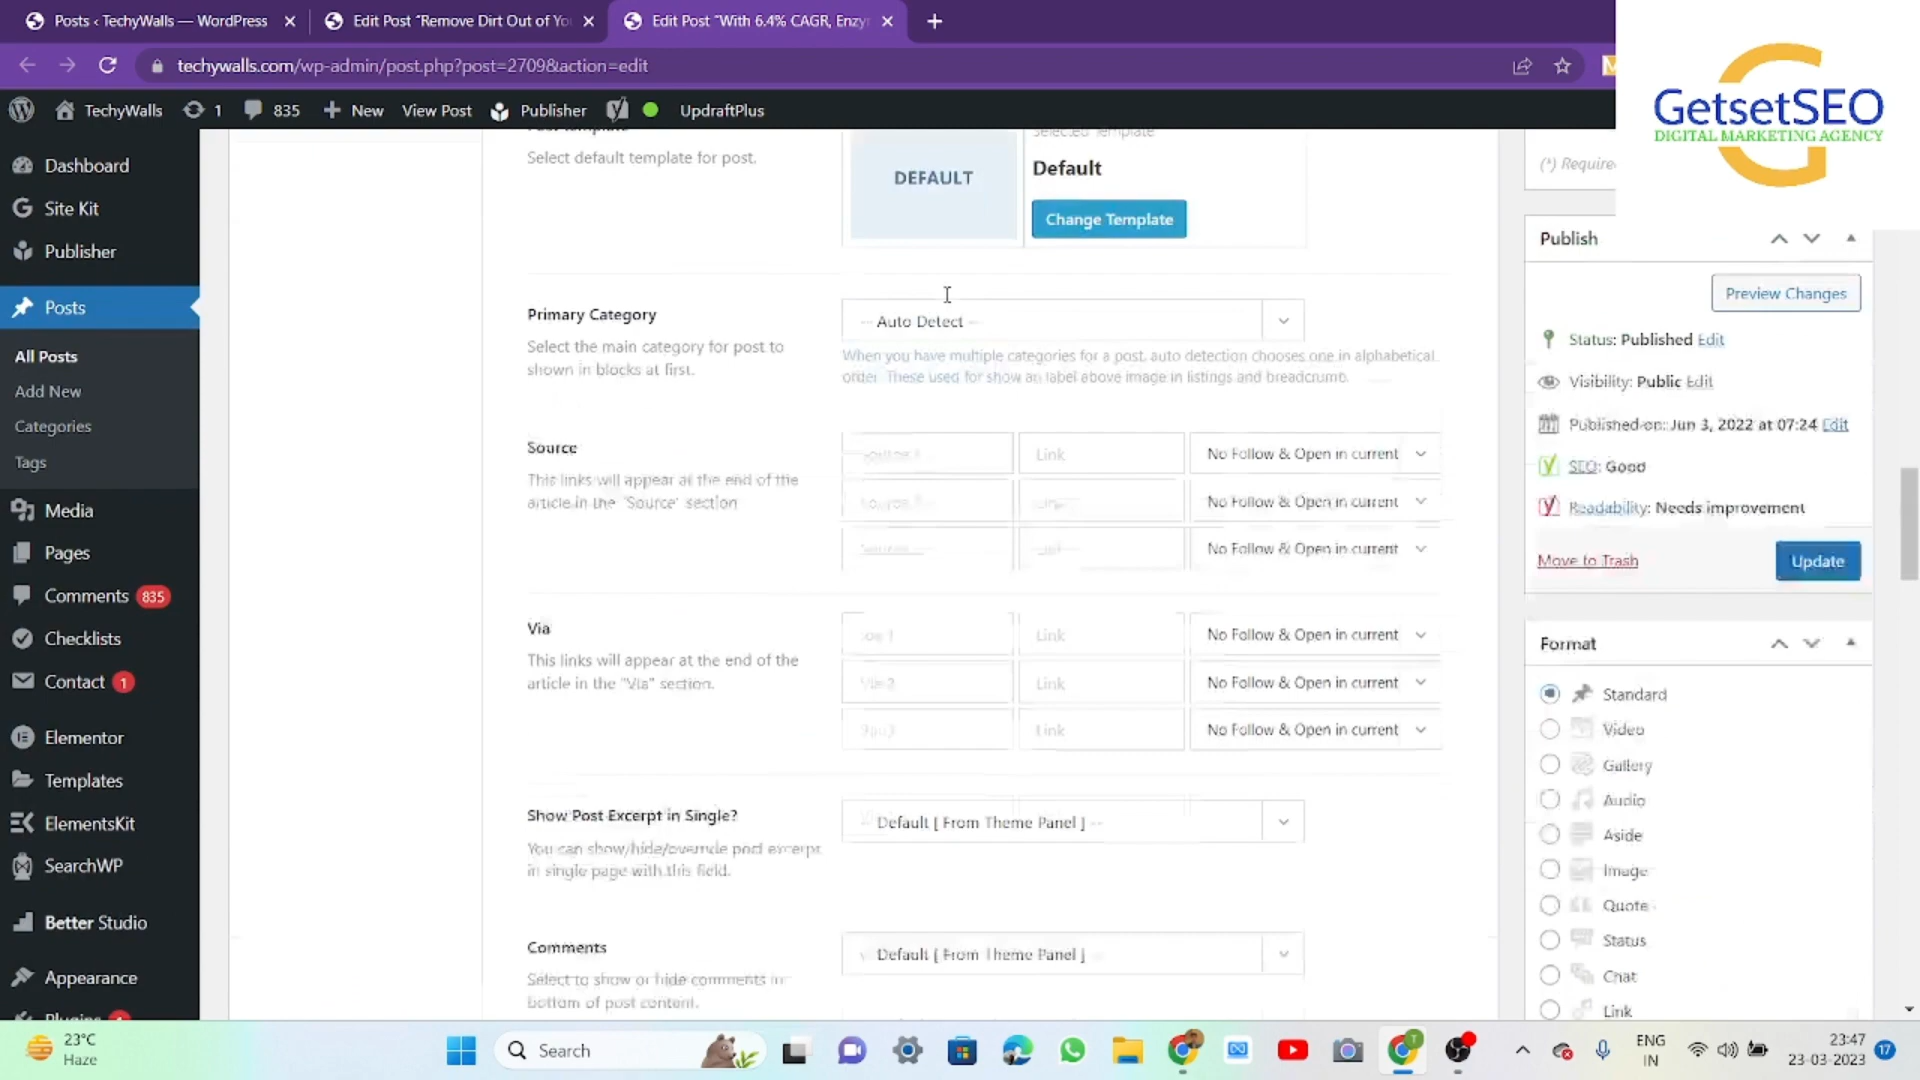 Posts ‹ TechyWalls — WordPress
Edit Post "Remove Dirt Out of Yo
Edit Post "With 6.4% CAGR, Enzy
techywalls.com/wp-admin/post.php?post=2709&action=edit
GetsetSEO
DIGITAL MARKETING AGENCY
TechyWalls
1
835
New
View Post
Publisher
UpdraftPlus
Dashboard
Site Kit
Publisher
Posts
All Posts
Add New
Categories
Tags
Media
Pages
Comments 835
Checklists
Contact 1
Elementor
Templates
ElementsKit
SearchWP
Better Studio
Appearance
Plugins
Select default template for post.
DEFAULT
Selected Template
Default
Change Template
Primary Category
Select the main category for post to
shown in blocks at first.
-- Auto Detect --
When you have multiple categories for a post, auto detection chooses one in alphabetical
order. These used for show an label above image in listings and breadcrumb.
Source
This links will appear at the end of the
article in the "Source" section
Link
No Follow & Open in current
No Follow & Open in current
No Follow & Open in current
Via
This links will appear at the end of the
article in the "Via" section.
Link
No Follow & Open in current
Link
No Follow & Open in current
Link
No Follow & Open in current
Show Post Excerpt in Single?
You can show/hide/override post excerpt
in single page with this field.
Default [ From Theme Panel ] --
Comments
Select to show or hide comments in
bottom of post content.
Default [ From Theme Panel ]
(*) Require
Publish
Preview Changes
Status: Published Edit
Visibility: Public Edit
Published on: Jun 3, 2022 at 07:24 Edit
SEO: Good
Readability: Needs improvement
Move to Trash
Update
Format
Standard
Video
Gallery
Audio
Aside
Image
Quote
Status
Chat
Link
23°C
Haze
Search
ENG
IN
23:47
23-03-2023
17